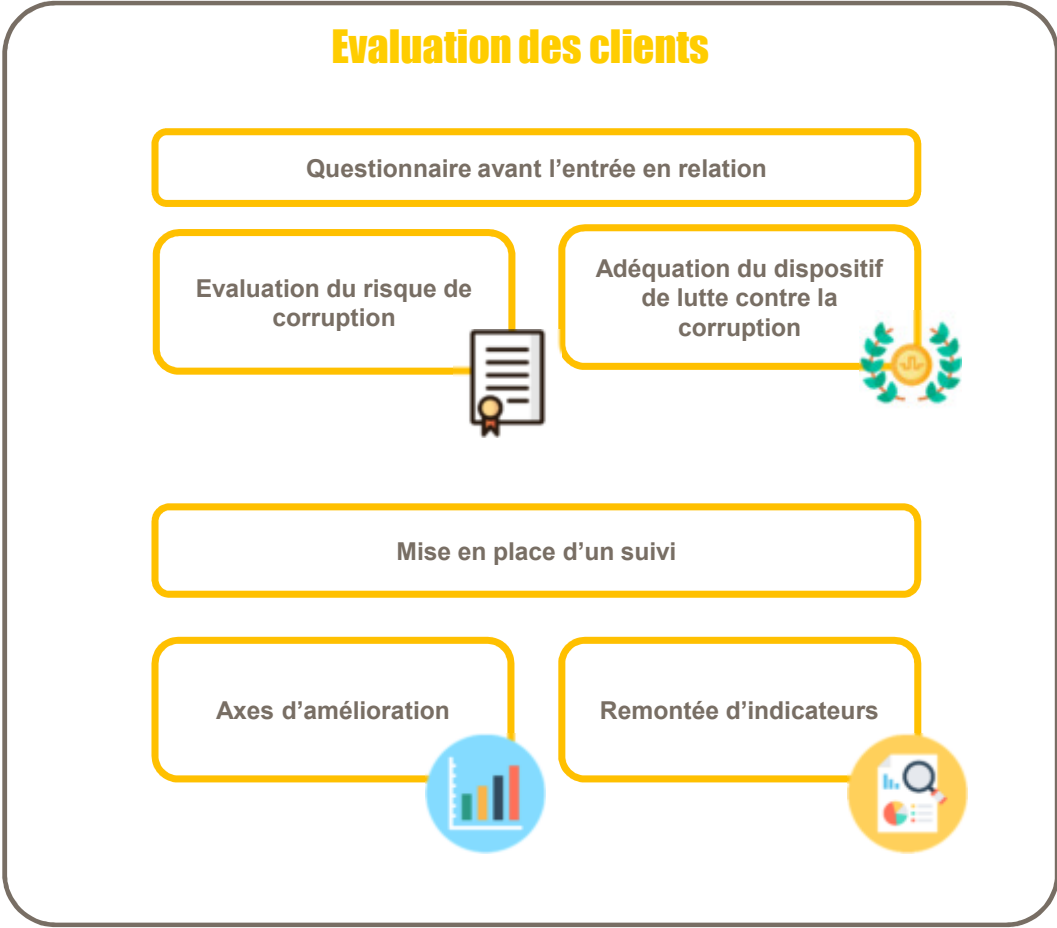 Evaluation des clients
Questionnaire avant l’entrée en relation
Evaluation du risque de
corruption
Adéquation du dispositif
de lutte contre la
corruption
Mise en place d’un suivi
Axes d’amélioration
Remontée d’indicateurs